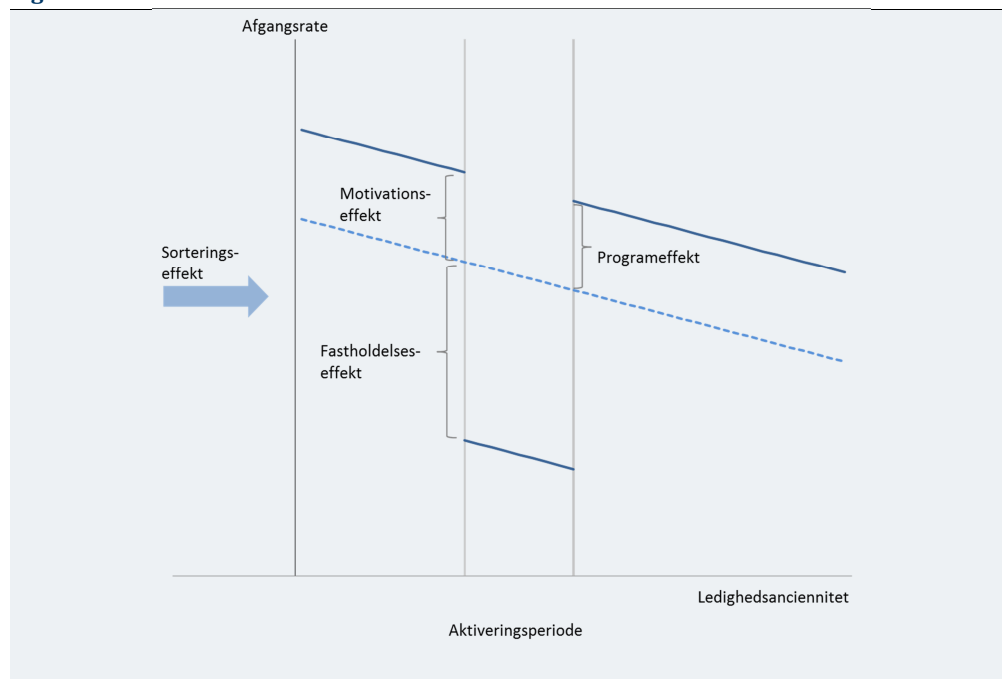 Afgangsrate
Motivations-
effekt
Sorterings-
effekt
Programeffekt
Fastholdelses-
effekt
Ledighedsanciennitet
Aktiveringsperiode